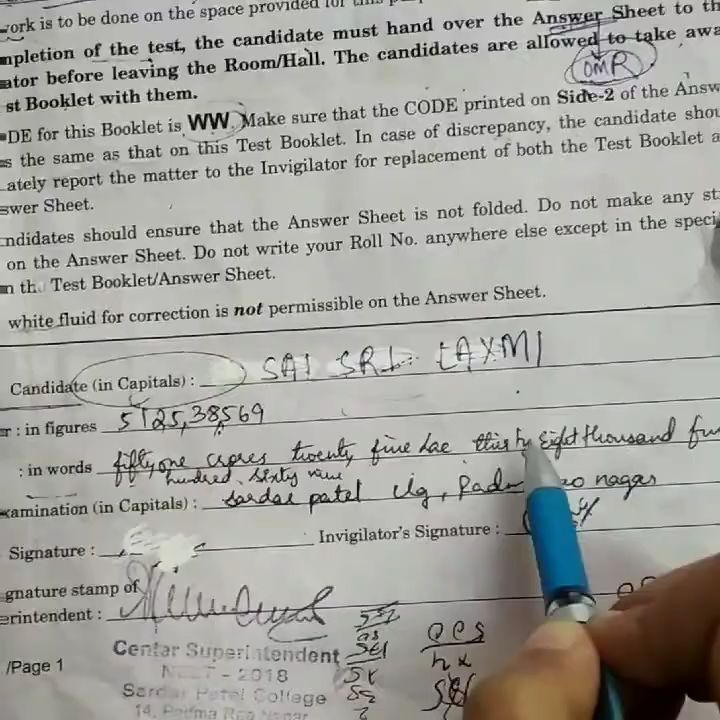 work is to be done on the space provided for this
mpletion of the test, the candidate must hand over the Answer Sheet to th
ator before leaving the Room/Hall. The candidates are allowed to take awa
st Booklet with them.
OMR
DE for this Booklet is WW. Make sure that the CODE printed on Side-2 of the Answ
s the same as that on this Test Booklet. In case of discrepancy, the candidate shou
ately report the matter to the Invigilator for replacement of both the Test Booklet a
swer Sheet.
ndidates should ensure that the Answer Sheet is not folded. Do not make any st
on the Answer Sheet. Do not write your Roll No. anywhere else except in the speci
n th Test Booklet/Answer Sheet.
white fluid for correction is not permissible on the Answer Sheet.
Candidate (in Capitals) : SAI SRI LAXMI
r : in figures 5125,38569
: in words fifty one crores twenty five lac thirty Eight thousand
hundred sixty nine
xamination (in Capitals) : Sardar patel clg, nagar
Signature :
Invigilator's Signature :
gnature stamp of
erintendent :
Centar Superintendent
/Page 1
NEET - 2018
Sardar Patel College
14, Padma Rao Nagar